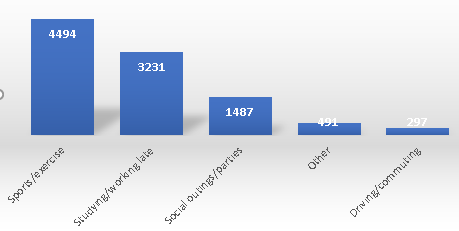 4494
3231
1487
491
297
Sports/exercise
Studying/working late
Social outings/parties
Other
Driving/commuting